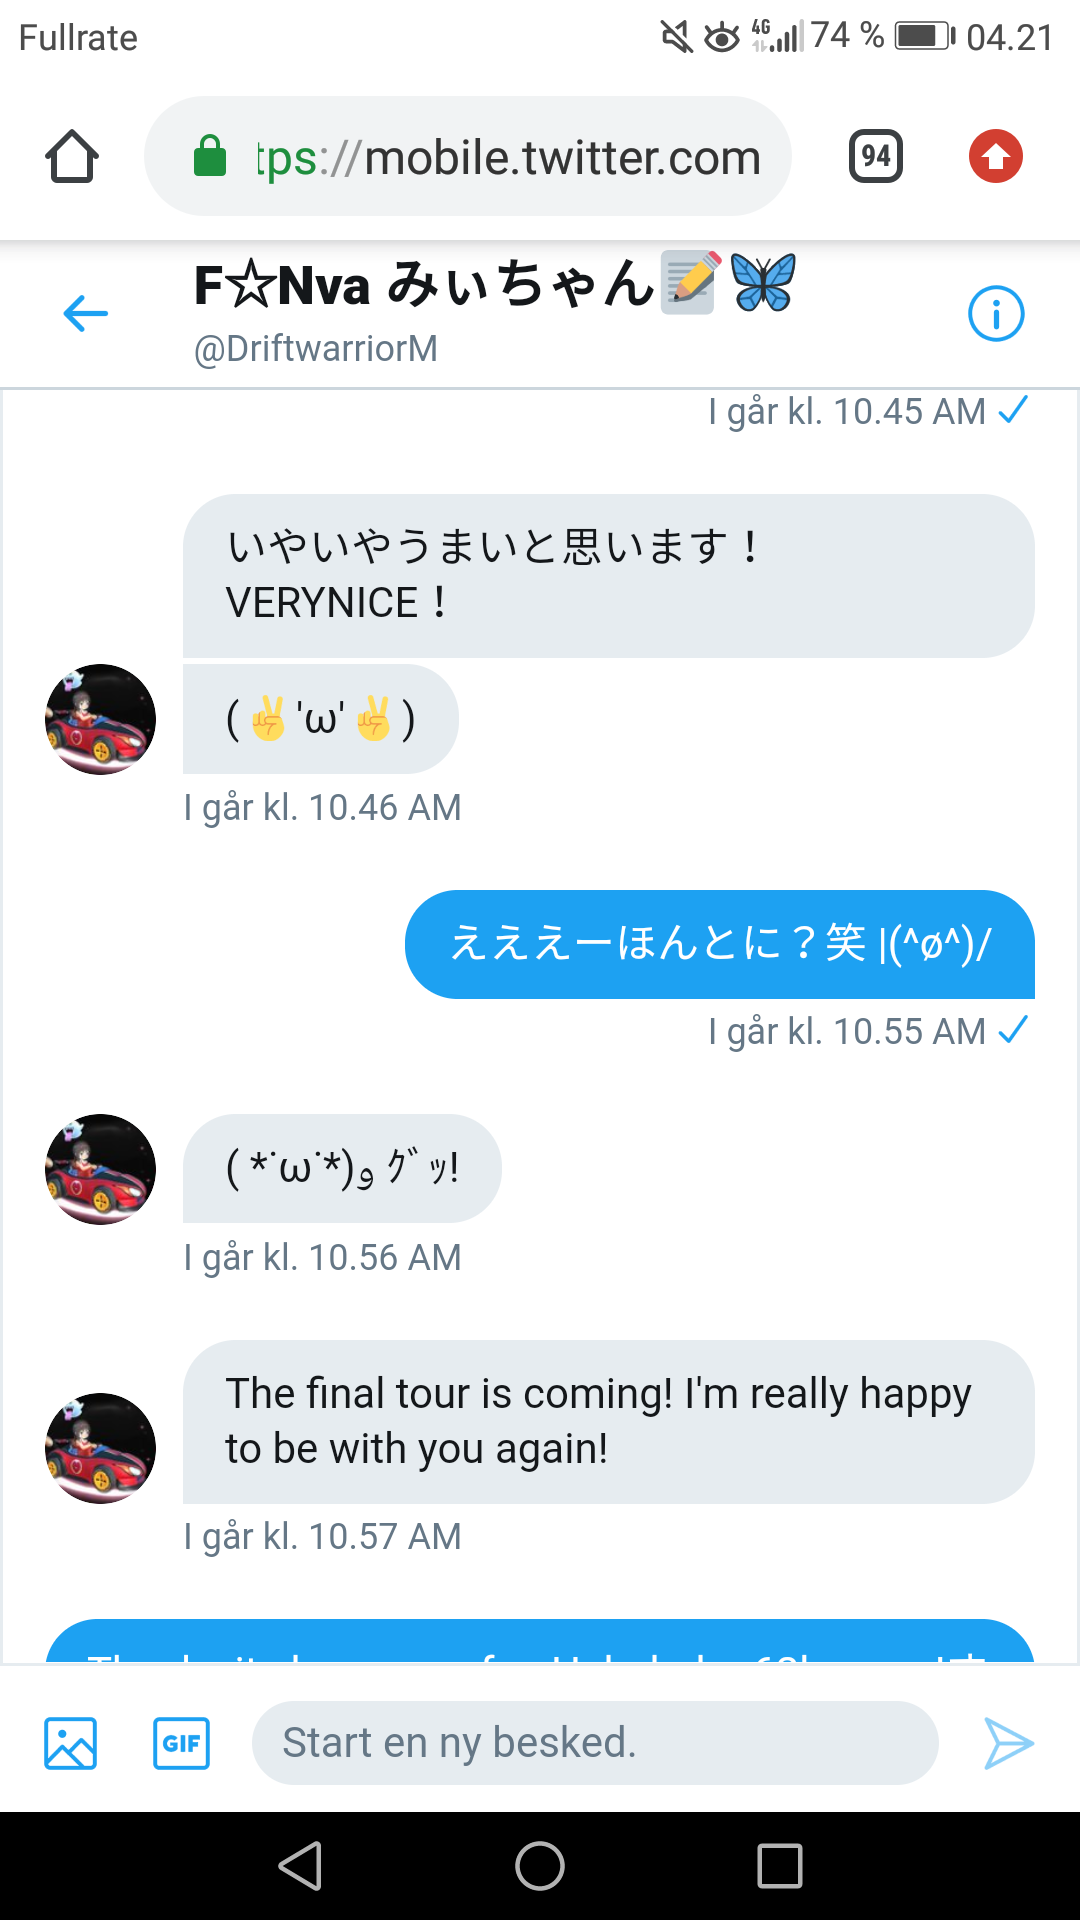 Fullrate 4G 74 % 04.21
tps://mobile.twitter.com 94
F☆Nva みぃちゃん📝🦋
@DriftwarriorM
I går kl. 10.45 AM ✓
いやいやうまいと思います！
VERYNICE！
(✌'ω'✌)
I går kl. 10.46 AM
えええーほんとに？笑 |(^ø^)/
I går kl. 10.55 AM ✓
( *˙ω˙*)و ｸﾞｯ!
I går kl. 10.56 AM
The final tour is coming! I'm really happy
to be with you again!
I går kl. 10.57 AM
GIF Start en ny besked.